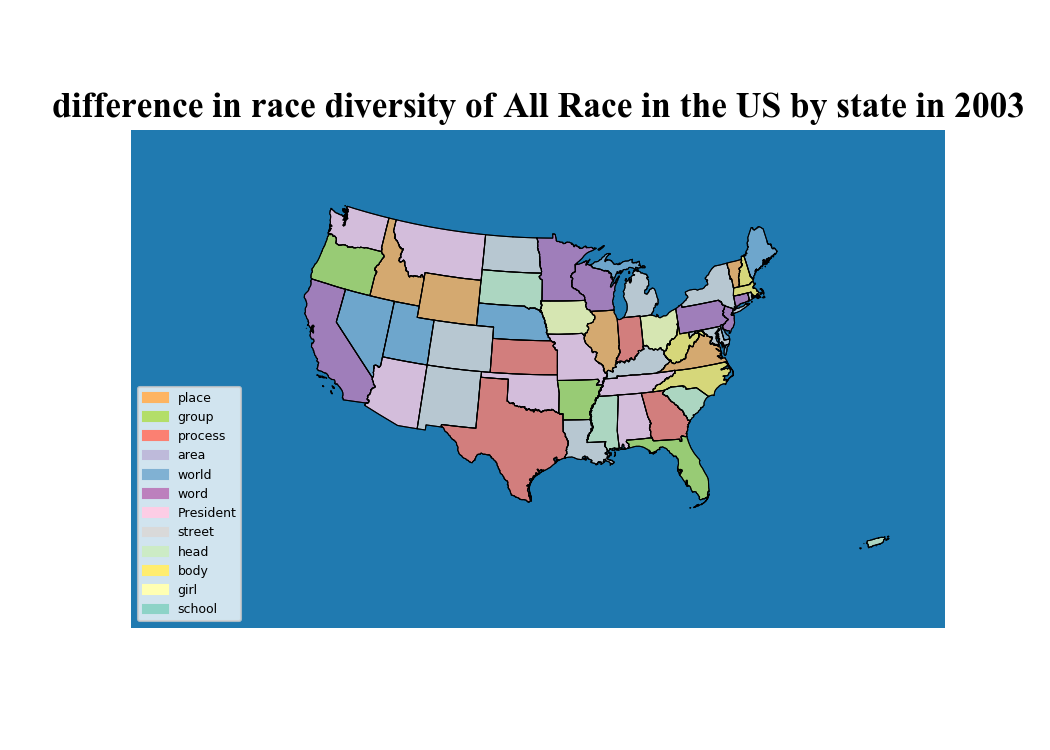 difference in race diversity of All Race in the US by state in 2003
place
group
process
area
world
word
President
street
head
body
girl
school